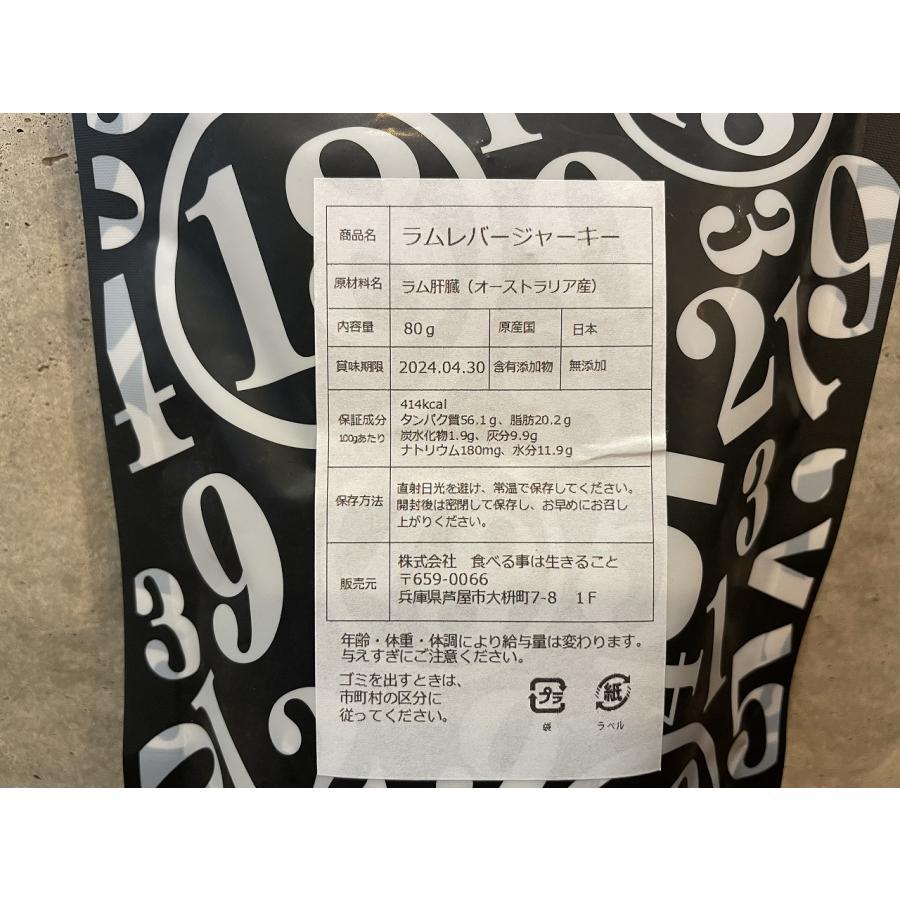 商品名 ラムレバージャーキー
原材料名 ラム肝臓（オーストラリア産）
内容量 80g 原産国 日本
賞味期限 2024.04.30 含有添加物 無添加
保証成分
100gあたり
414kcal
タンパク質56.1g、脂肪20.2g
炭水化物1.9g、灰分9.9g
ナトリウム180mg、水分11.9g
保存方法
直射日光を避け、常温で保存してください。
開封後は密閉して保存し、お早めにお召し
上がりください。
販売元
株式会社　食べる事は生きること
〒659-0066
兵庫県芦屋市大枡町7-8　1F
年齢・体重・体調により給与量は変わります。
与えすぎにご注意ください。
ゴミを出すときは、
市町村の区分に
従ってください。
プラ 紙
袋 ラベル
18
9
3
4
3
9
32
3
5
1
5